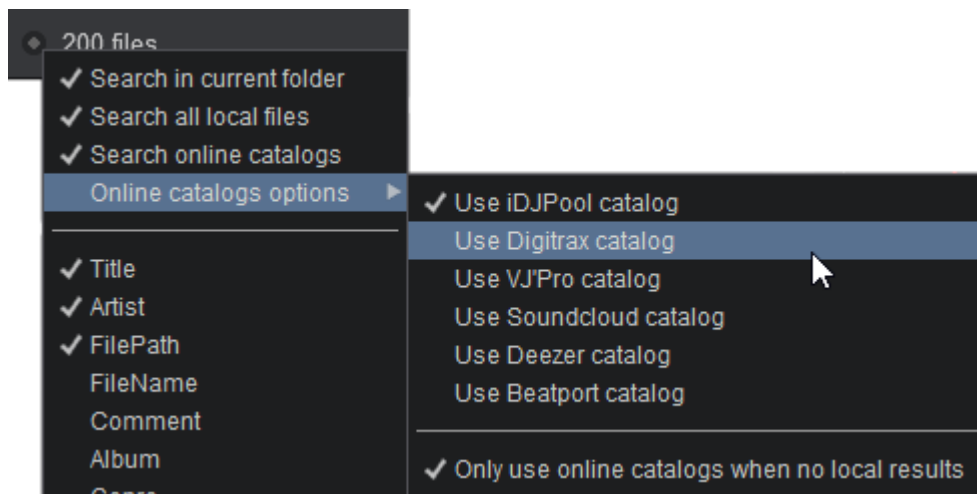 200 files
Search in current folder
Search all local files
Search online catalogs
Online catalogs options
Title
Artist
FilePath
FileName
Comment
Album
Genre
Use iDJPool catalog
Use Digitrax catalog
Use VJ'Pro catalog
Use Soundcloud catalog
Use Deezer catalog
Use Beatport catalog
Only use online catalogs when no local results